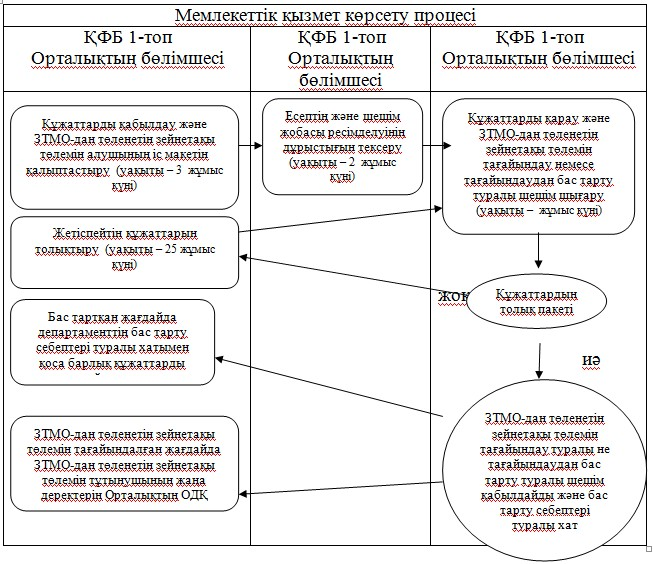 Мемлекеттік қызмет көрсету процесі
ҚФБ 1-топ
Орталықтың бөлімшесі
ҚФБ 1-топ
Орталықтың
бөлімшесі
ҚФБ 1-топ
Орталықтың бөлімшесі
Құжаттарды қабылдау және
ЗТМО-дан төленетін зейнетақы
төлемін алушының іс макетін
қалыптастыру (уақыты – 3 жұмыс
күні)
Есептің және шешім
жобасы ресімделуінің
дұрыстығын тексеру
(уақыты – 2 жұмыс
күні)
Құжаттарды қарау және
ЗТМО-дан төленетін
зейнетақы төлемін
тағайындау немесе
тағайындаудан бас тарту
туралы шешім шығару
(уақыты – жұмыс күні)
Жетіспейтін құжаттарын
толықтыру (уақыты – 25 жұмыс
күні)
жоқ
Құжаттардың
толық пакеті
Бас тартқан жағдайда
департаменттің бас тарту
себептері туралы хатымен
қоса барлық құжаттарды
иә
ЗТМО-дан төленетін зейнетақы
төлемін тағайындалған жағдайда
ЗТМО-дан төленетін зейнетақы
төлемін тұтынушының жаңа
деректерін Орталықтың ОДҚ
ЗТМО-дан төленетін
зейнетақы төлемін
тағайындау туралы не
тағайындаудан бас
тарту туралы шешім
қабылдайды және бас
тарту себептері
туралы хат